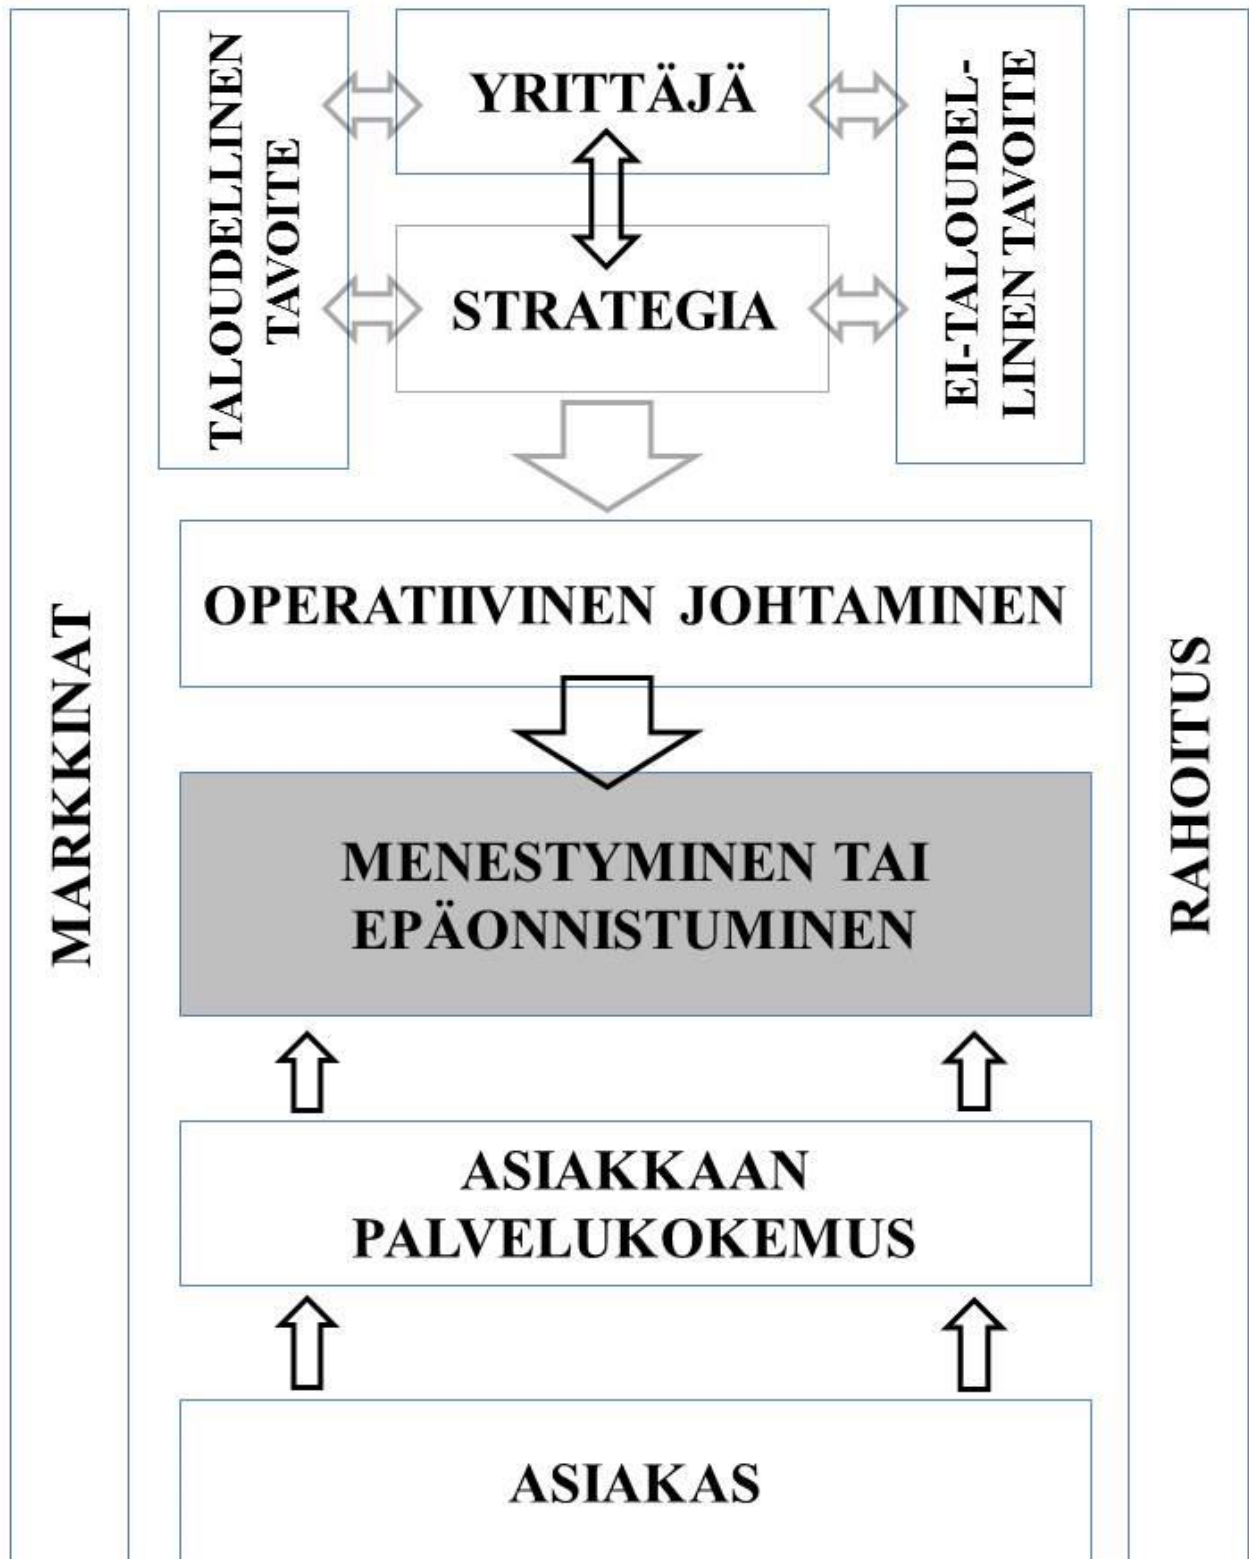 MARKKINAT
TALOUDELLINEN
TAVOITE
YRITTÄJÄ
STRATEGIA
EI-TALOUDEL-
LINEN TAVOITE
OPERATIIVINEN JOHTAMINEN
MENESTYMINEN TAI
EPÄONNISTUMINEN
ASIAKKAAN
PALVELUKOKEMUS
ASIAKAS
RAHOITUS